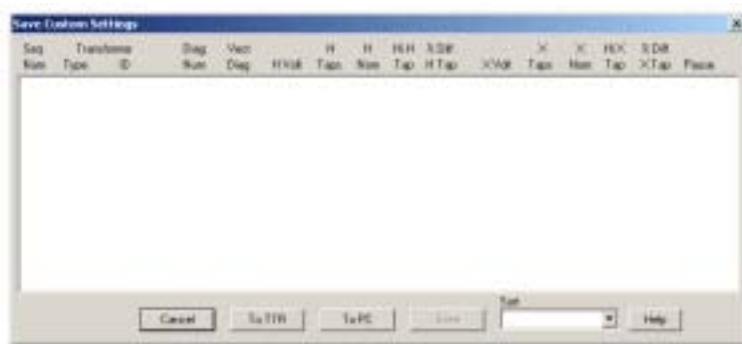 Save Custom Settings
Seq Transformer Diag Vect H H Hi H % Diff X X Hi X % Diff
Num Type ID Num Diag H Volt Taps Nom Tap H Tap X Volt Taps Nom Tap X Tap Pause
Cancel To TTR To PC Save Help